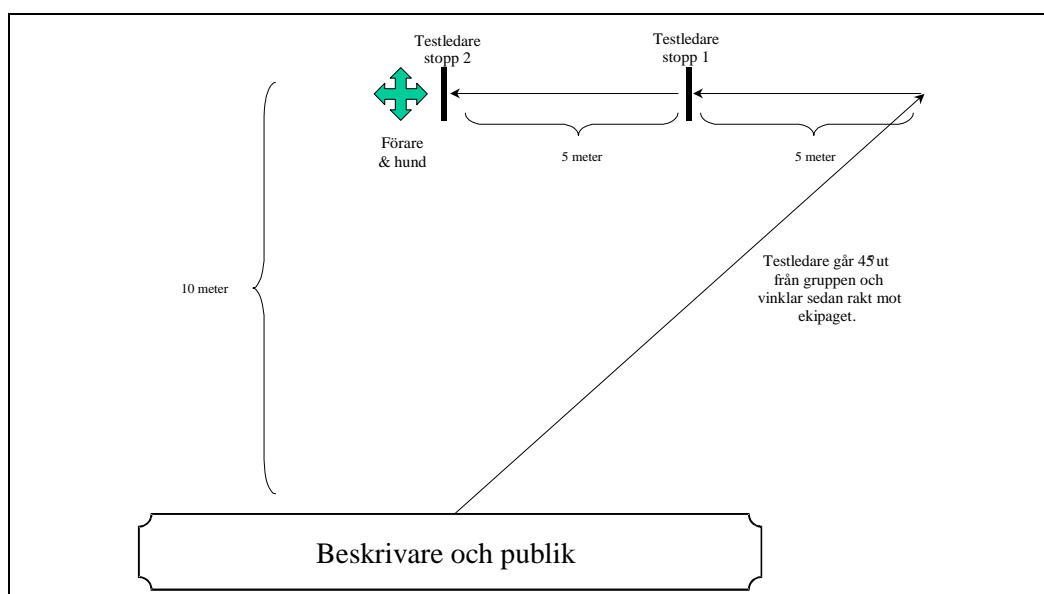 Testledare
stopp 2
Testledare
stopp 1
Förare
& hund
5 meter
5 meter
10 meter
Testledare går 45° ut
från gruppen och
vinklar sedan rakt mot
ekipaget.
Beskrivare och publik